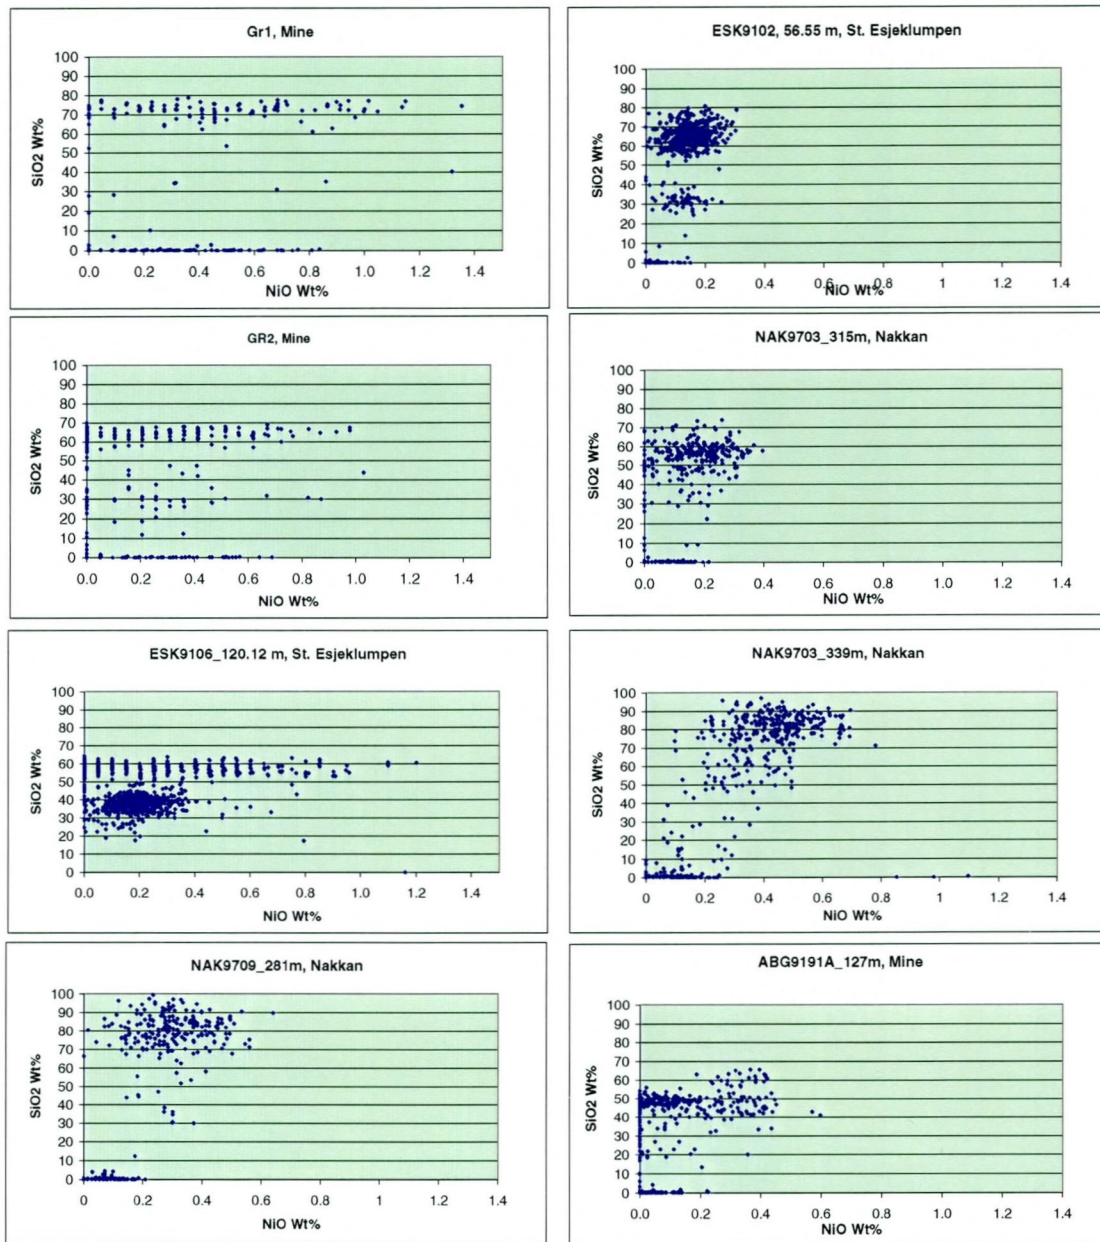 Gr1, Mine
100
90
80
70
60
50
40
30
20
10
0
SiO2 Wt%
0.0 0.2 0.4 0.6 0.8 1.0 1.2 1.4
NiO Wt%
ESK9102, 56.55 m, St. Esjeklumpen
100
90
80
70
60
50
40
30
20
10
0
SiO2 Wt%
0 0.2 0.4 0.6 0.8 1 1.2 1.4
NiO Wt%
GR2, Mine
100
90
80
70
60
50
40
30
20
10
0
SiO2 Wt%
0.0 0.2 0.4 0.6 0.8 1.0 1.2 1.4
NiO Wt%
NAK9703_315m, Nakkan
100
90
80
70
60
50
40
30
20
10
0
SiO2 Wt%
0 0.2 0.4 0.6 0.8 1 1.2 1.4
NiO Wt%
ESK9106_120.12 m, St. Esjeklumpen
100
90
80
70
60
50
40
30
20
10
0
SiO2 Wt%
0.0 0.2 0.4 0.6 0.8 1.0 1.2 1.4
NiO Wt%
NAK9703_339m, Nakkan
100
90
80
70
60
50
40
30
20
10
0
SiO2 Wt%
0 0.2 0.4 0.6 0.8 1 1.2 1.4
NiO Wt%
NAK9709_281m, Nakkan
100
90
80
70
60
50
40
30
20
10
0
SiO2 Wt%
0.0 0.2 0.4 0.6 0.8 1.0 1.2 1.4
NiO Wt%
ABG9191A_127m, Mine
100
90
80
70
60
50
40
30
20
10
0
SiO2 Wt%
0.0 0.2 0.4 0.6 0.8 1.0 1.2 1.4
NiO Wt%